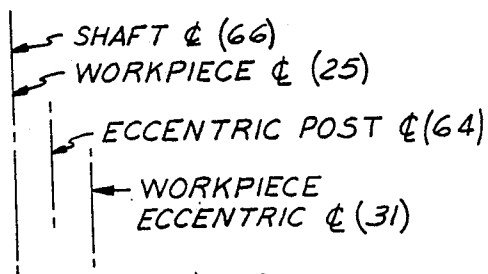 SHAFT ℄ (66)
WORKPIECE ℄ (25)
ECCENTRIC POST ℄ (64)
WORKPIECE
ECCENTRIC ℄ (31)